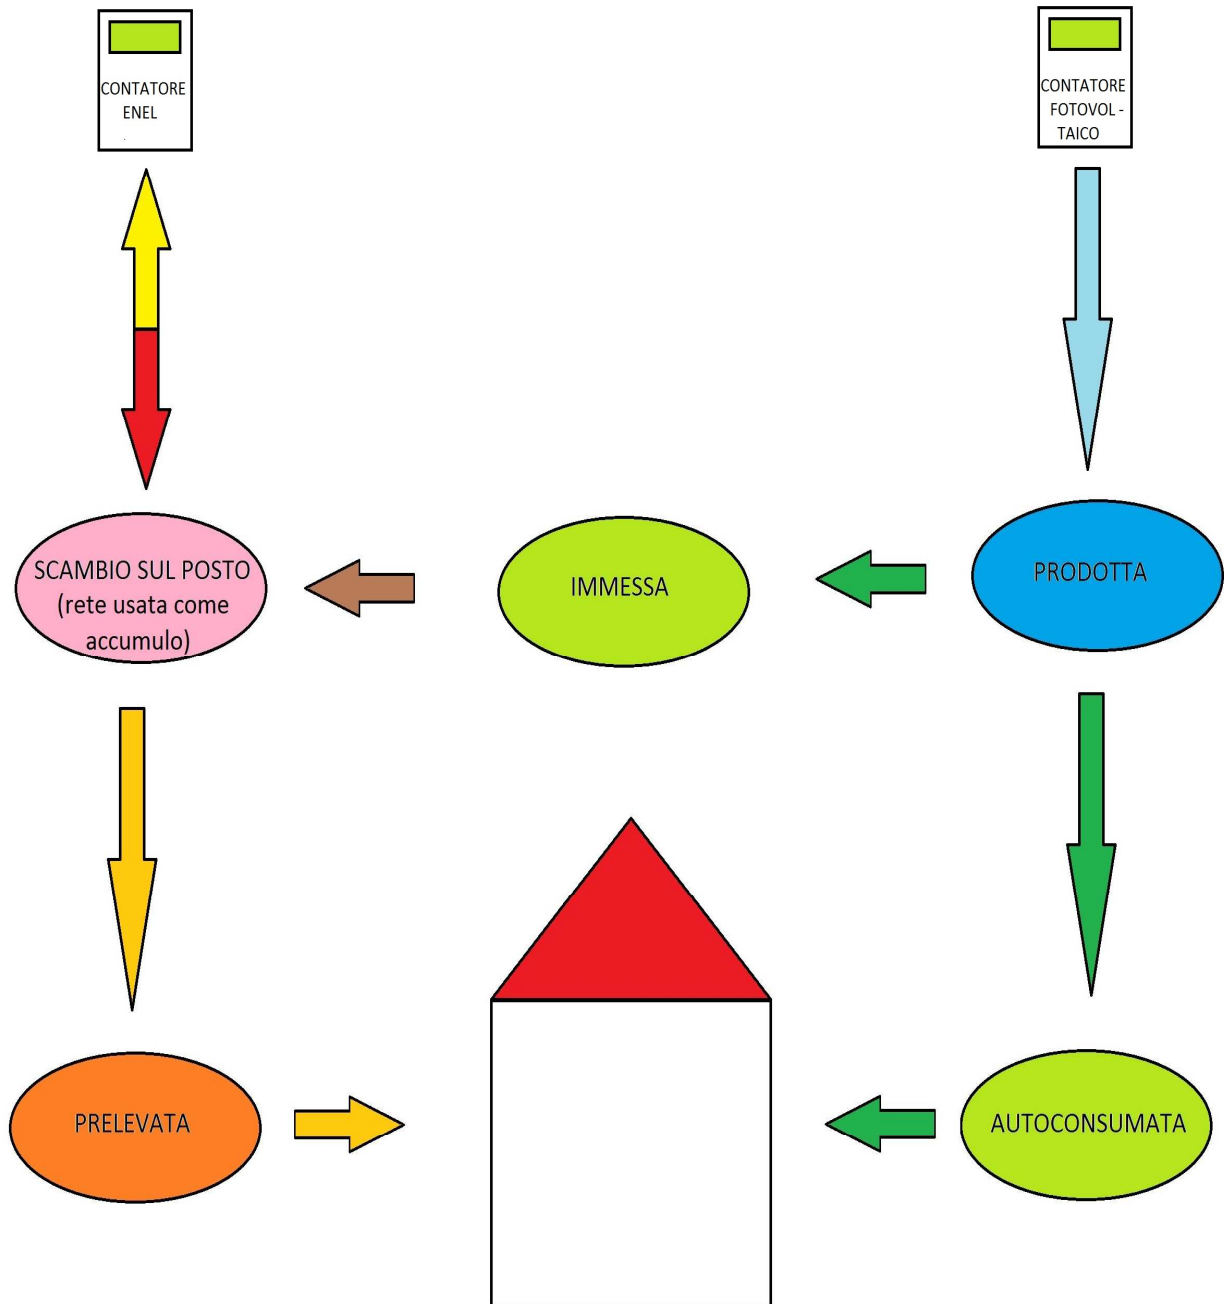 CONTATORE
ENEL
.
CONTATORE
FOTOVOL -
TAICO
SCAMBIO SUL POSTO
(rete usata come
accumulo)
IMMESSA
PRODOTTA
PRELEVATA
AUTOCONSUMATA